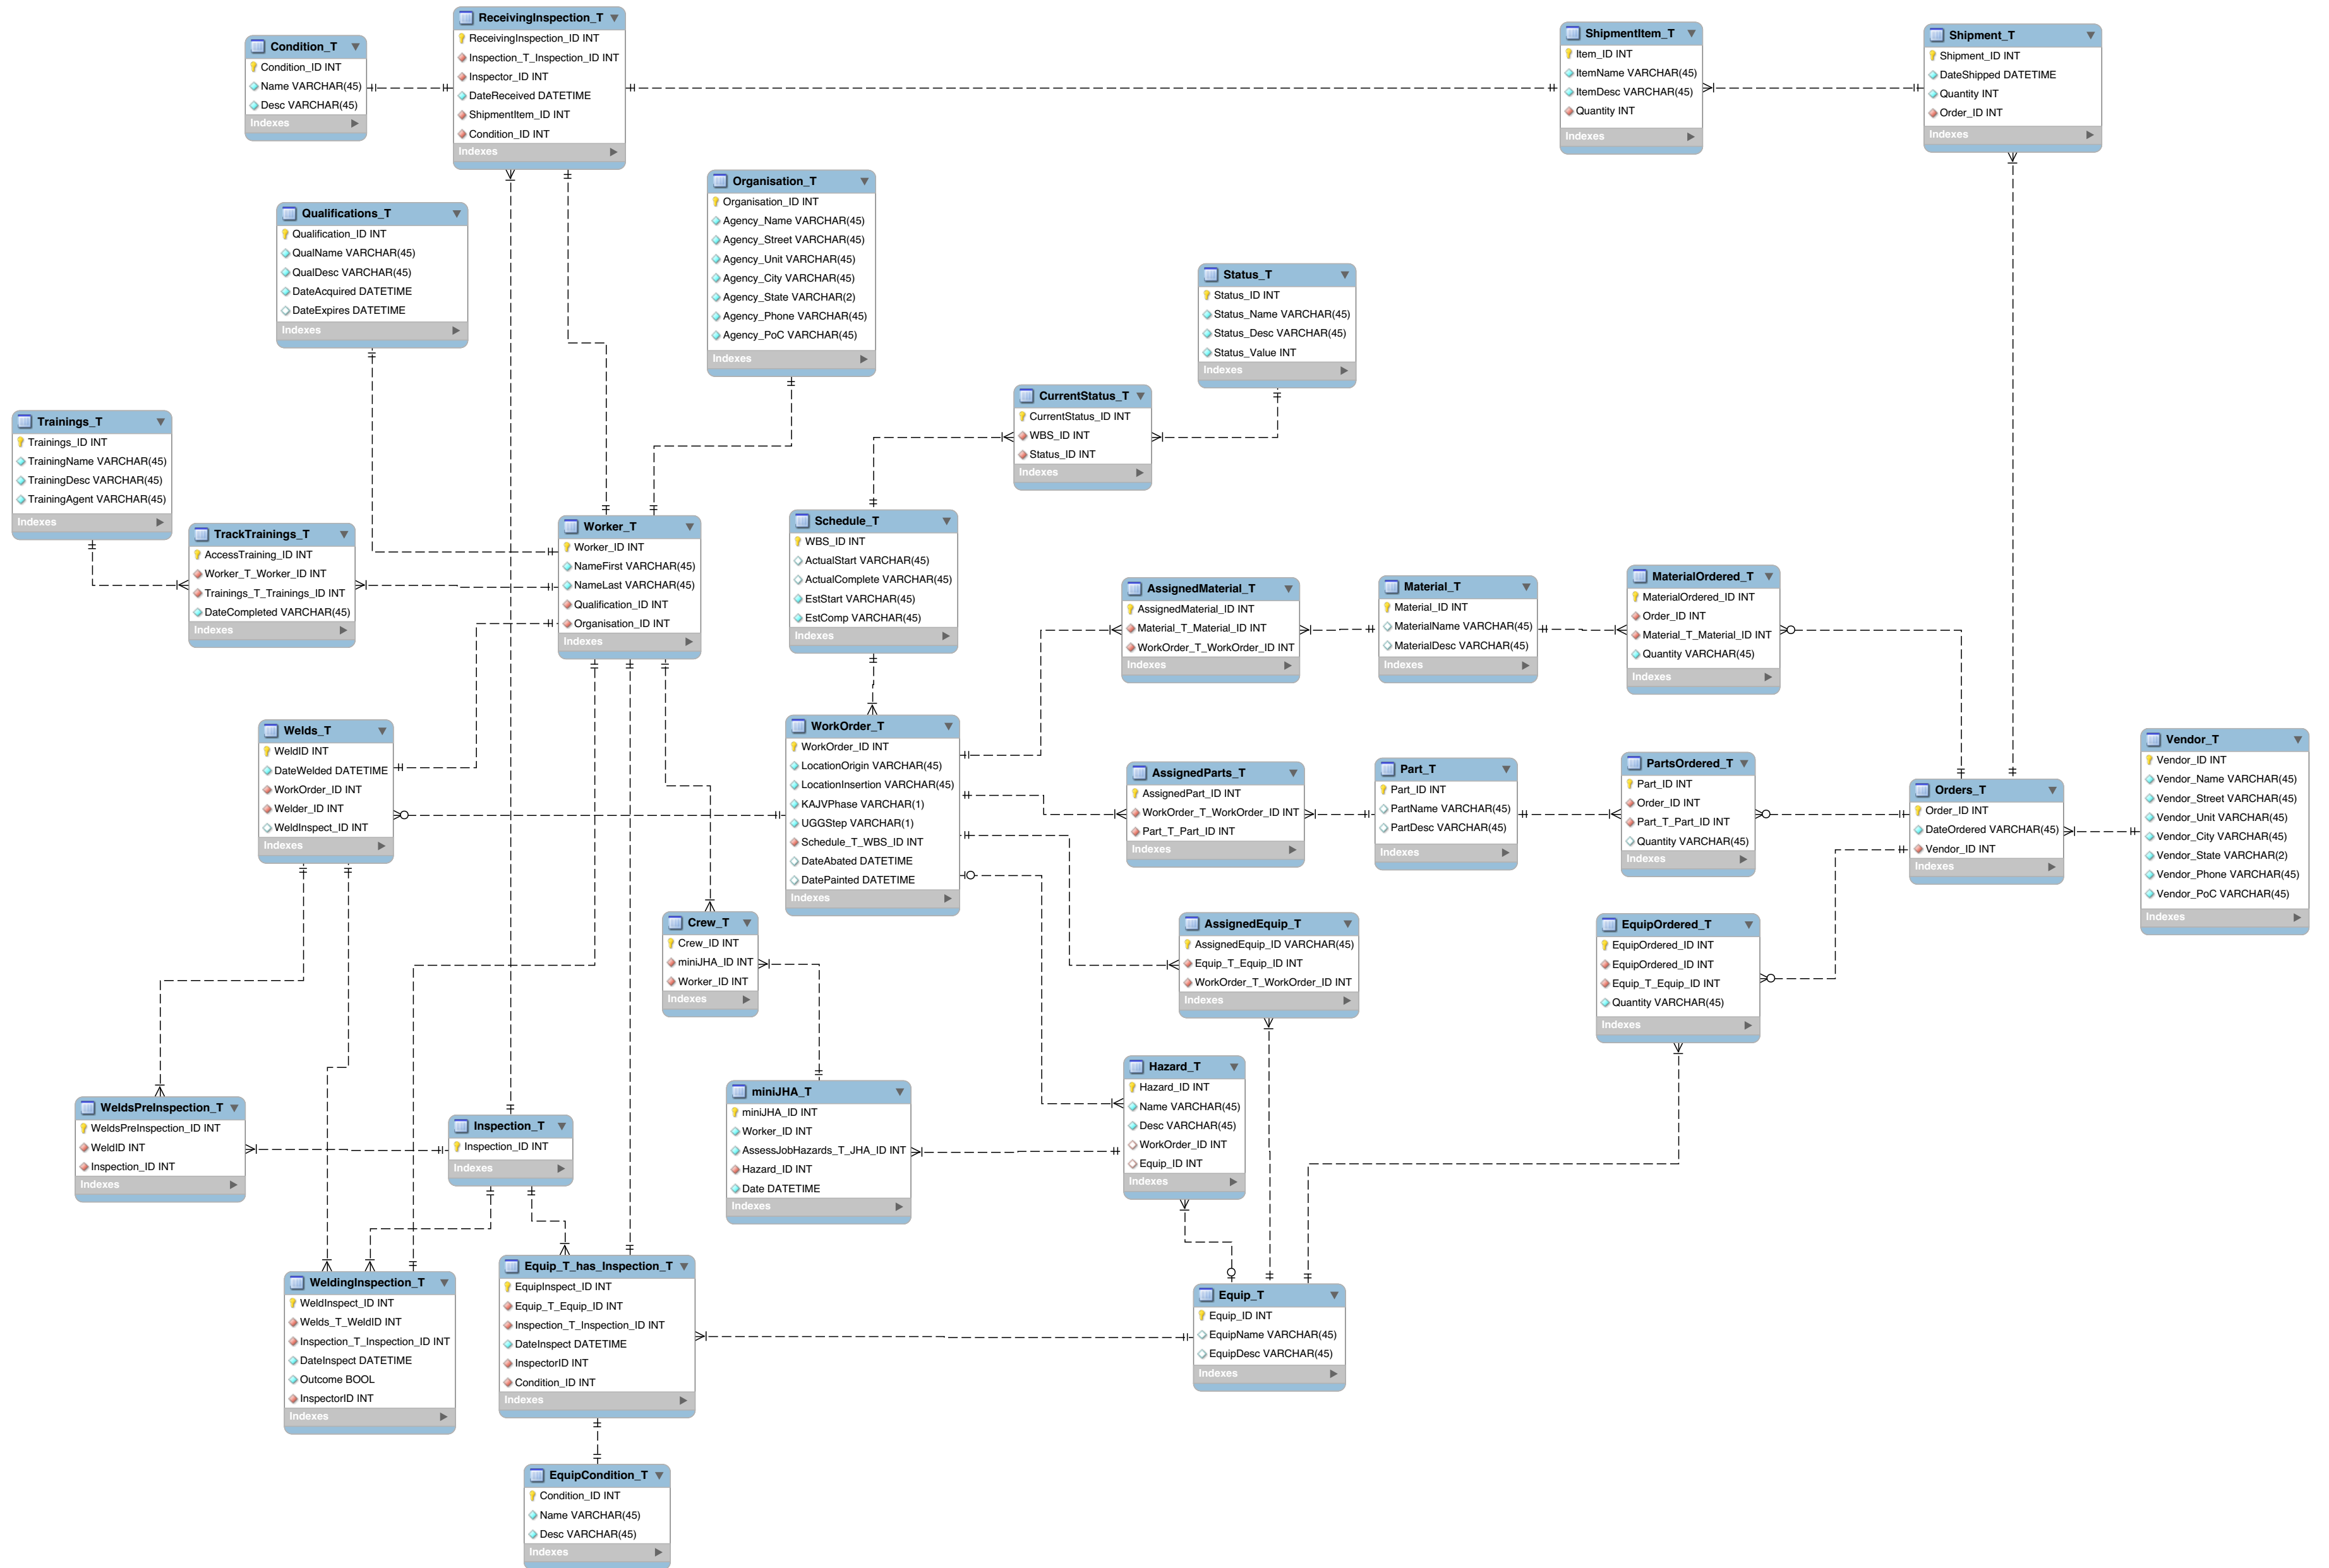 ReceivingInspection_T
ReceivingInspection_ID INT
Inspection_T_Inspection_ID INT
Inspector_ID INT
DateReceived DATETIME
ShipmentItem_ID INT
Condition_ID INT
Indexes
Condition_T
Condition_ID INT
Name VARCHAR(45)
Desc VARCHAR(45)
Indexes
ShipmentItem_T
Item_ID INT
ItemName VARCHAR(45)
ItemDesc VARCHAR(45)
Quantity INT
Indexes
Shipment_T
Shipment_ID INT
DateShipped DATETIME
Quantity INT
Order_ID INT
Indexes
Organisation_T
Organisation_ID INT
Agency_Name VARCHAR(45)
Agency_Street VARCHAR(45)
Agency_Unit VARCHAR(45)
Agency_City VARCHAR(45)
Agency_State VARCHAR(2)
Agency_Phone VARCHAR(45)
Agency_PoC VARCHAR(45)
Indexes
Qualifications_T
Qualification_ID INT
QualName VARCHAR(45)
QualDesc VARCHAR(45)
DateAcquired DATETIME
DateExpires DATETIME
Indexes
Status_T
Status_ID INT
Status_Name VARCHAR(45)
Status_Desc VARCHAR(45)
Status_Value INT
Indexes
CurrentStatus_T
CurrentStatus_ID INT
WBS_ID INT
Status_ID INT
Indexes
Trainings_T
Trainings_ID INT
TrainingName VARCHAR(45)
TrainingDesc VARCHAR(45)
TrainingAgent VARCHAR(45)
Indexes
TrackTrainings_T
AccessTraining_ID INT
Worker_T_Worker_ID INT
Trainings_T_Trainings_ID INT
DateCompleted VARCHAR(45)
Indexes
Worker_T
Worker_ID INT
NameFirst VARCHAR(45)
NameLast VARCHAR(45)
Qualification_ID INT
Organisation_ID INT
Indexes
Schedule_T
WBS_ID INT
ActualStart VARCHAR(45)
ActualComplete VARCHAR(45)
EstStart VARCHAR(45)
EstComp VARCHAR(45)
Indexes
AssignedMaterial_T
AssignedMaterial_ID INT
Material_T_Material_ID INT
WorkOrder_T_WorkOrder_ID INT
Indexes
Material_T
Material_ID INT
MaterialName VARCHAR(45)
MaterialDesc VARCHAR(45)
Indexes
MaterialOrdered_T
MaterialOrdered_ID INT
Order_ID INT
Material_T_Material_ID INT
Quantity VARCHAR(45)
Indexes
Welds_T
WeldID INT
DateWelded DATETIME
WorkOrder_ID INT
Welder_ID INT
WeldInspect_ID INT
Indexes
WorkOrder_T
WorkOrder_ID INT
LocationOrigin VARCHAR(45)
LocationInsertion VARCHAR(45)
KAJVPhase VARCHAR(1)
UGGStep VARCHAR(1)
Schedule_T_WBS_ID INT
DateAbated DATETIME
DatePainted DATETIME
Indexes
AssignedParts_T
AssignedPart_ID INT
WorkOrder_T_WorkOrder_ID INT
Part_T_Part_ID INT
Indexes
Part_T
Part_ID INT
PartName VARCHAR(45)
PartDesc VARCHAR(45)
Indexes
PartsOrdered_T
Part_ID INT
Order_ID INT
Part_T_Part_ID INT
Quantity VARCHAR(45)
Indexes
Orders_T
Order_ID INT
DateOrdered VARCHAR(45)
Vendor_ID INT
Indexes
Vendor_T
Vendor_ID INT
Vendor_Name VARCHAR(45)
Vendor_Street VARCHAR(45)
Vendor_Unit VARCHAR(45)
Vendor_City VARCHAR(45)
Vendor_State VARCHAR(2)
Vendor_Phone VARCHAR(45)
Vendor_PoC VARCHAR(45)
Indexes
Crew_T
Crew_ID INT
miniJHA_ID INT
Worker_ID INT
Indexes
AssignedEquip_T
AssignedEquip_ID VARCHAR(45)
Equip_T_Equip_ID INT
WorkOrder_T_WorkOrder_ID INT
Indexes
EquipOrdered_T
EquipOrdered_ID INT
EquipOrdered_ID INT
Equip_T_Equip_ID INT
Quantity VARCHAR(45)
Indexes
WeldsPreInspection_T
WeldsPreInspection_ID INT
WeldID INT
Inspection_ID INT
Indexes
Inspection_T
Inspection_ID INT
Indexes
miniJHA_T
miniJHA_ID INT
Worker_ID INT
AssessJobHazards_T_JHA_ID INT
Hazard_ID INT
Date DATETIME
Indexes
Hazard_T
Hazard_ID INT
Name VARCHAR(45)
Desc VARCHAR(45)
WorkOrder_ID INT
Equip_ID INT
Indexes
WeldingInspection_T
WeldInspect_ID INT
Welds_T_WeldID INT
Inspection_T_Inspection_ID INT
DateInspect DATETIME
Outcome BOOL
InspectorID INT
Indexes
Equip_T_has_Inspection_T
EquipInspect_ID INT
Equip_T_Equip_ID INT
Inspection_T_Inspection_ID INT
DateInspect DATETIME
InspectorID INT
Condition_ID INT
Indexes
Equip_T
Equip_ID INT
EquipName VARCHAR(45)
EquipDesc VARCHAR(45)
Indexes
EquipCondition_T
Condition_ID INT
Name VARCHAR(45)
Desc VARCHAR(45)
Indexes